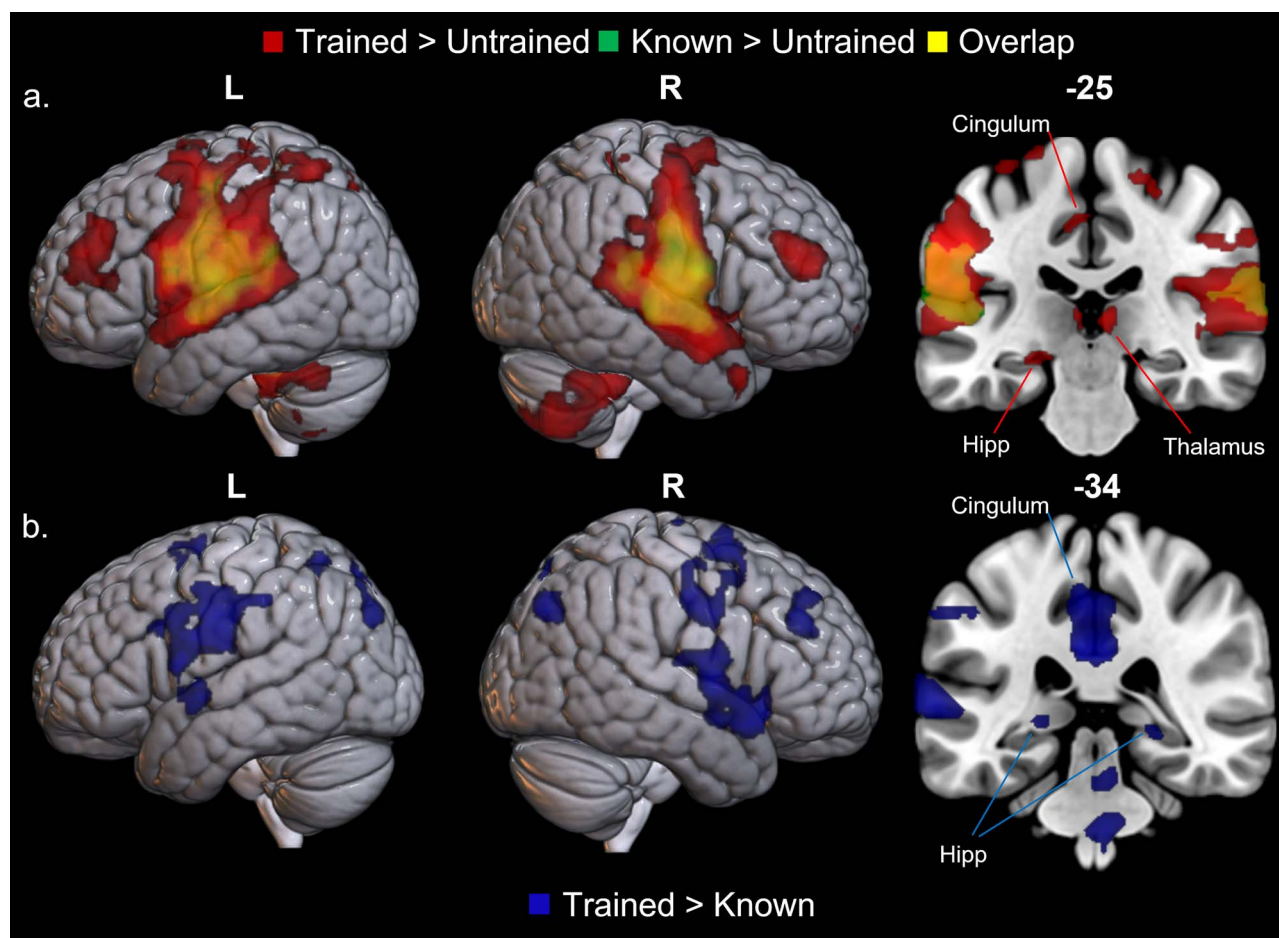 Trained > Untrained Known > Untrained Overlap
a.
L R -25
Cingulum
Hipp
Thalamus
b.
L R -34
Cingulum
Hipp
Trained > Known